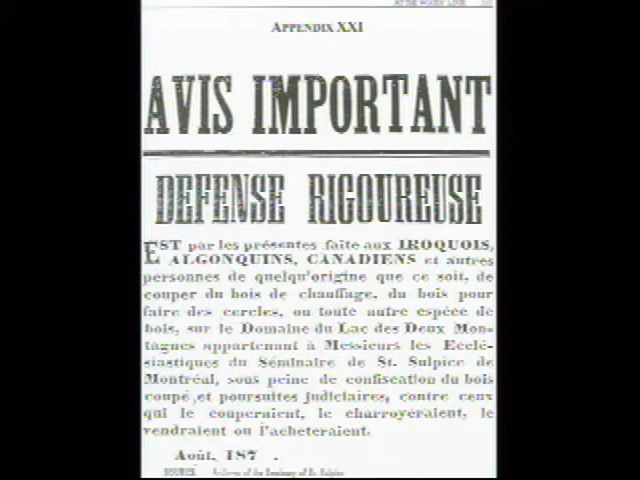 APPENDIX XXI
AVIS IMPORTANT
DEFENSE RIGOUREUSE
EST par les présentes faite aux IROQUOIS,
ALGONQUINS, CANADIENS et autres
personnes de quelqu'origine que ce soit, de
couper du bois de chauffage, du bois pour
faire des cercles, ou toute autre espèce de
bois, sur le Domaine du Lac des Deux Mon-
tagnes appartenant à Messieurs les Ecclé-
siastiques du Séminaire de St. Sulpice de
Montréal, sous peine de confiscation du bois
coupé, et poursuites judiciaires, contre ceux
qui le couperaient, le charroyeraient, le
vendraient ou l'acheteraient.
Août, 187 .
SOURCE: of the Seminary of St. Sulpice